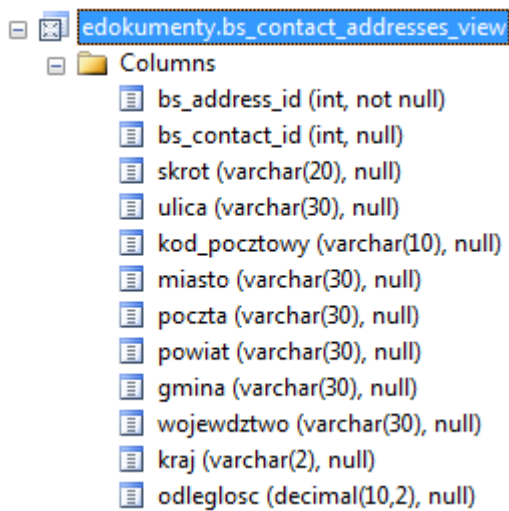 edokumenty.bs_contact_addresses_view
Columns
bs_address_id (int, not null)
bs_contact_id (int, null)
skrot (varchar(20), null)
ulica (varchar(30), null)
kod_pocztowy (varchar(10), null)
miasto (varchar(30), null)
poczta (varchar(30), null)
powiat (varchar(30), null)
gmina (varchar(30), null)
wojewdztwo (varchar(30), null)
kraj (varchar(2), null)
odleglosc (decimal(10,2), null)